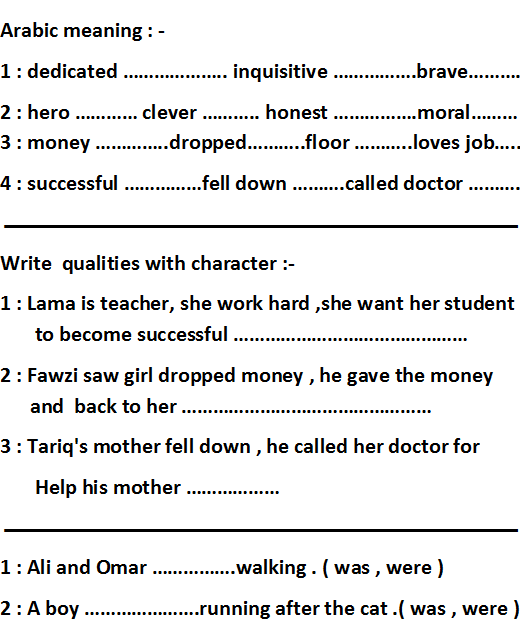 Arabic meaning : -
1 : dedicated .................... inquisitive ................brave..........
2 : hero ............ clever ........... honest ................moral.........
3 : money ..............dropped...........floor ...........loves job.....
4 : successful ...............fell down ..........called doctor ..........
Write qualities with character :-
1 : Lama is teacher, she work hard ,she want her student
to become successful .............................................
2 : Fawzi saw girl dropped money , he gave the money
and back to her ................................................
3 : Tariq's mother fell down , he called her doctor for
Help his mother ..................
1 : Ali and Omar ................walking . ( was , were )
2 : A boy ......................running after the cat .( was , were )